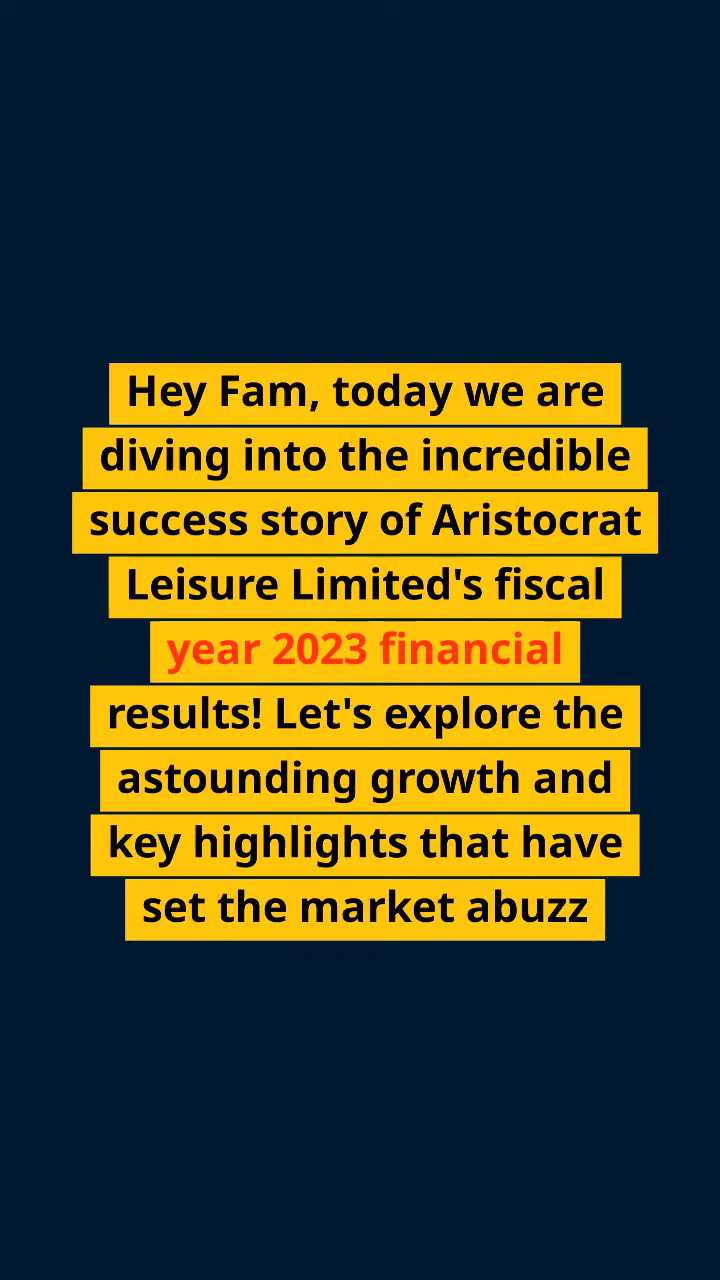 Hey Fam, today we are
diving into the incredible
success story of Aristocrat
Leisure Limited's fiscal
year 2023 financial
results! Let's explore the
astounding growth and
key highlights that have
set the market abuzz